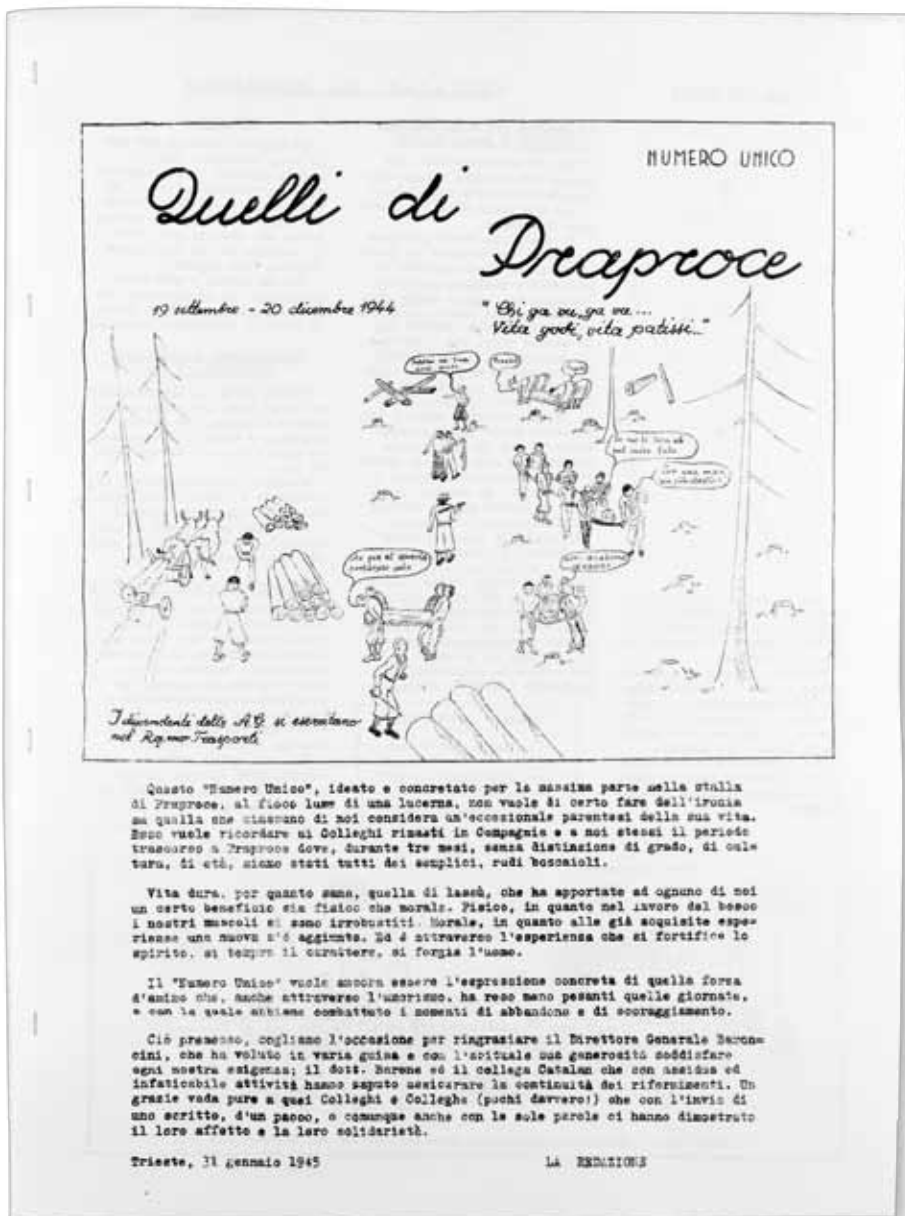 NUMERO UNICO
Quelli di
Praproce
19 settembre - 20 dicembre 1944
"Chi ga vu, ga vu...
Vita godi, vita patissi..."
I dipendenti delle A.G. si esercitano
nel Ramo Trasporti
Questo "Numero Unico", ideato e concretato per la massima parte nella stalla
di Praproce, al fioco lume di una lucerna, non vuole di certo fare dell'ironia
su quella che ciascuno di noi considera un'eccezionale parentesi della sua vita.
Esso vuole ricordare ai Colleghi rimasti in Compagnia e a noi stessi il periodo
trascorso a Praproce dove, durante tre mesi, senza distinzione di grado, di cul=
tura, di età, siamo stati tutti dei semplici, rudi boscaioli.
Vita dura, per quanto sana, quella di lassù, che ha apportato ad ognuno di noi
un certo beneficio sia fisico che morale. Fisico, in quanto nel lavoro del bosco
i nostri muscoli si sono irrobustiti. Morale, in quanto alle già acquisite espe=
rienze una nuova s'è aggiunta. Ed è attraverso l'esperienza che si fortifica lo
spirito, si tempra il carattere, si forgia l'uomo.
Il "Numero Unico" vuole ancora essere l'espressione concreta di quella forza
d'animo che, anche attraverso l'umorismo, ha reso meno pesanti quelle giornate,
e con la quale abbiamo combattuto i momenti di abbandono e di scoraggiamento.
Ciò premesso, cogliamo l'occasione per ringraziare il Direttore Generale Baron=
cini, che ha voluto in varia guisa e con l'abituale sua generosità soddisfare
ogni nostra esigenza; il dott. Barone ed il collega Catalan che con assidua ed
infaticabile attività hanno saputo assicurare la continuità dei rifornimenti. Un
grazie vada pure a quei Colleghi e Colleghe (pochi davvero!) che con l'invio di
uno scritto, d'un pacco, o comunque anche con le sole parole ci hanno dimostrato
il loro affetto e la loro solidarietà.
Trieste, 31 gennaio 1945
LA REDAZIONE